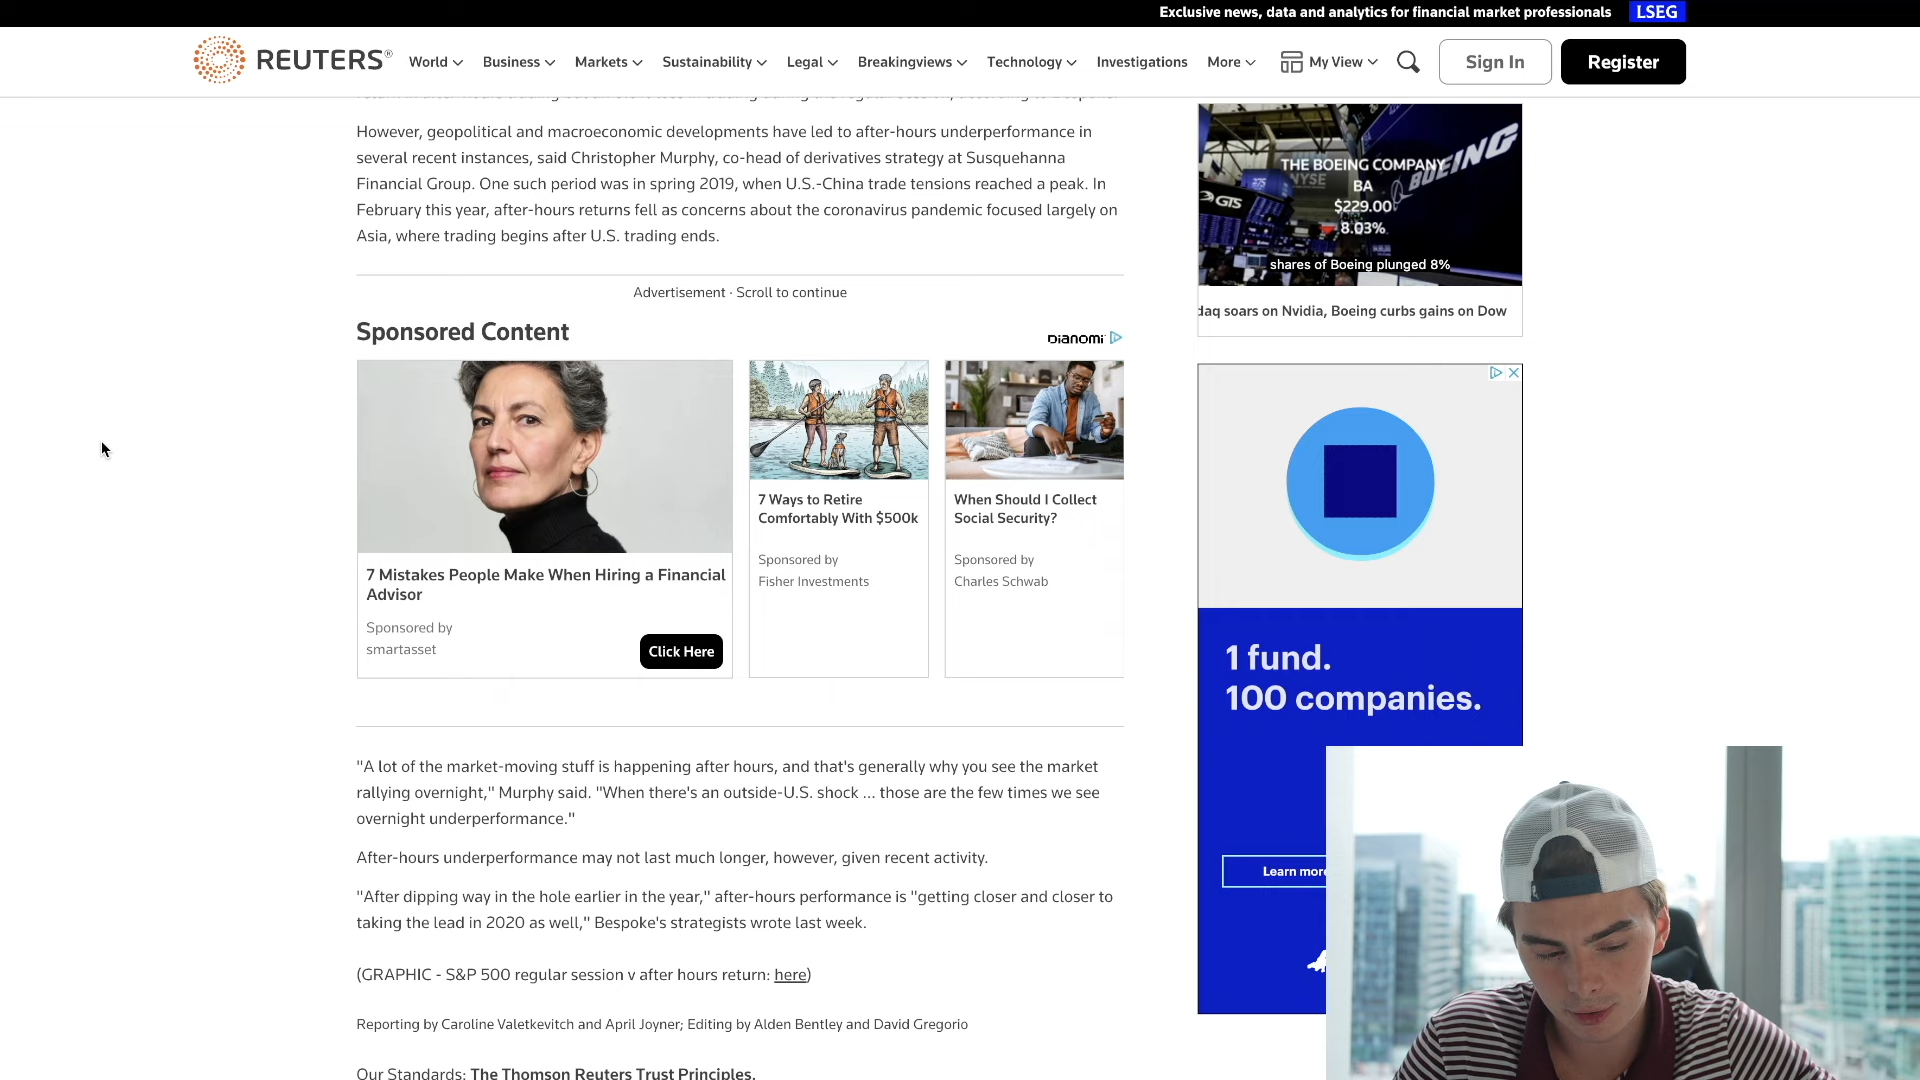 Exclusive news, data and analytics for financial market professionals LSEG
REUTERS®
World Business Markets Sustainability Legal Breakingviews Technology Investigations More My View Sign In Register
However, geopolitical and macroeconomic developments have led to after-hours underperformance in
several recent instances, said Christopher Murphy, co-head of derivatives strategy at Susquehanna
Financial Group. One such period was in spring 2019, when U.S.-China trade tensions reached a peak. In
February this year, after-hours returns fell as concerns about the coronavirus pandemic focused largely on
Asia, where trading begins after U.S. trading ends.
Advertisement · Scroll to continue
Sponsored Content
DIANOMI
7 Mistakes People Make When Hiring a Financial
Advisor
Sponsored by
smartasset
Click Here
7 Ways to Retire
Comfortably With $500k
Sponsored by
Fisher Investments
When Should I Collect
Social Security?
Sponsored by
Charles Schwab
"A lot of the market-moving stuff is happening after hours, and that's generally why you see the market
rallying overnight," Murphy said. "When there's an outside-U.S. shock ... those are the few times we see
overnight underperformance."
After-hours underperformance may not last much longer, however, given recent activity.
"After dipping way in the hole earlier in the year," after-hours performance is "getting closer and closer to
taking the lead in 2020 as well," Bespoke's strategists wrote last week.
(GRAPHIC - S&P 500 regular session v after hours return: here)
Reporting by Caroline Valetkevitch and April Joyner; Editing by Alden Bentley and David Gregorio
Our Standards: The Thomson Reuters Trust Principles.
THE BOEING COMPANY
BA
$229.00
8.03%
BOEING
NYSE
GTS
shares of Boeing plunged 8%
daq soars on Nvidia, Boeing curbs gains on Dow
1 fund.
100 companies.
Learn more